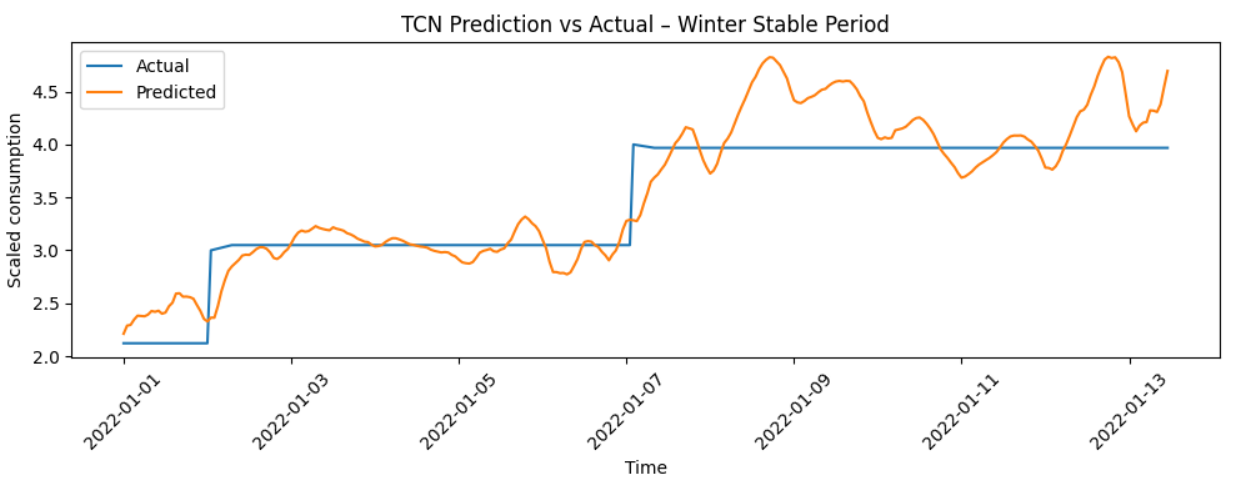 TCN Prediction vs Actual – Winter Stable Period
Actual
Predicted
Scaled consumption
4.5
4.0
3.5
3.0
2.5
2.0
2022-01-01
2022-01-03
2022-01-05
2022-01-07
2022-01-09
2022-01-11
2022-01-13
Time